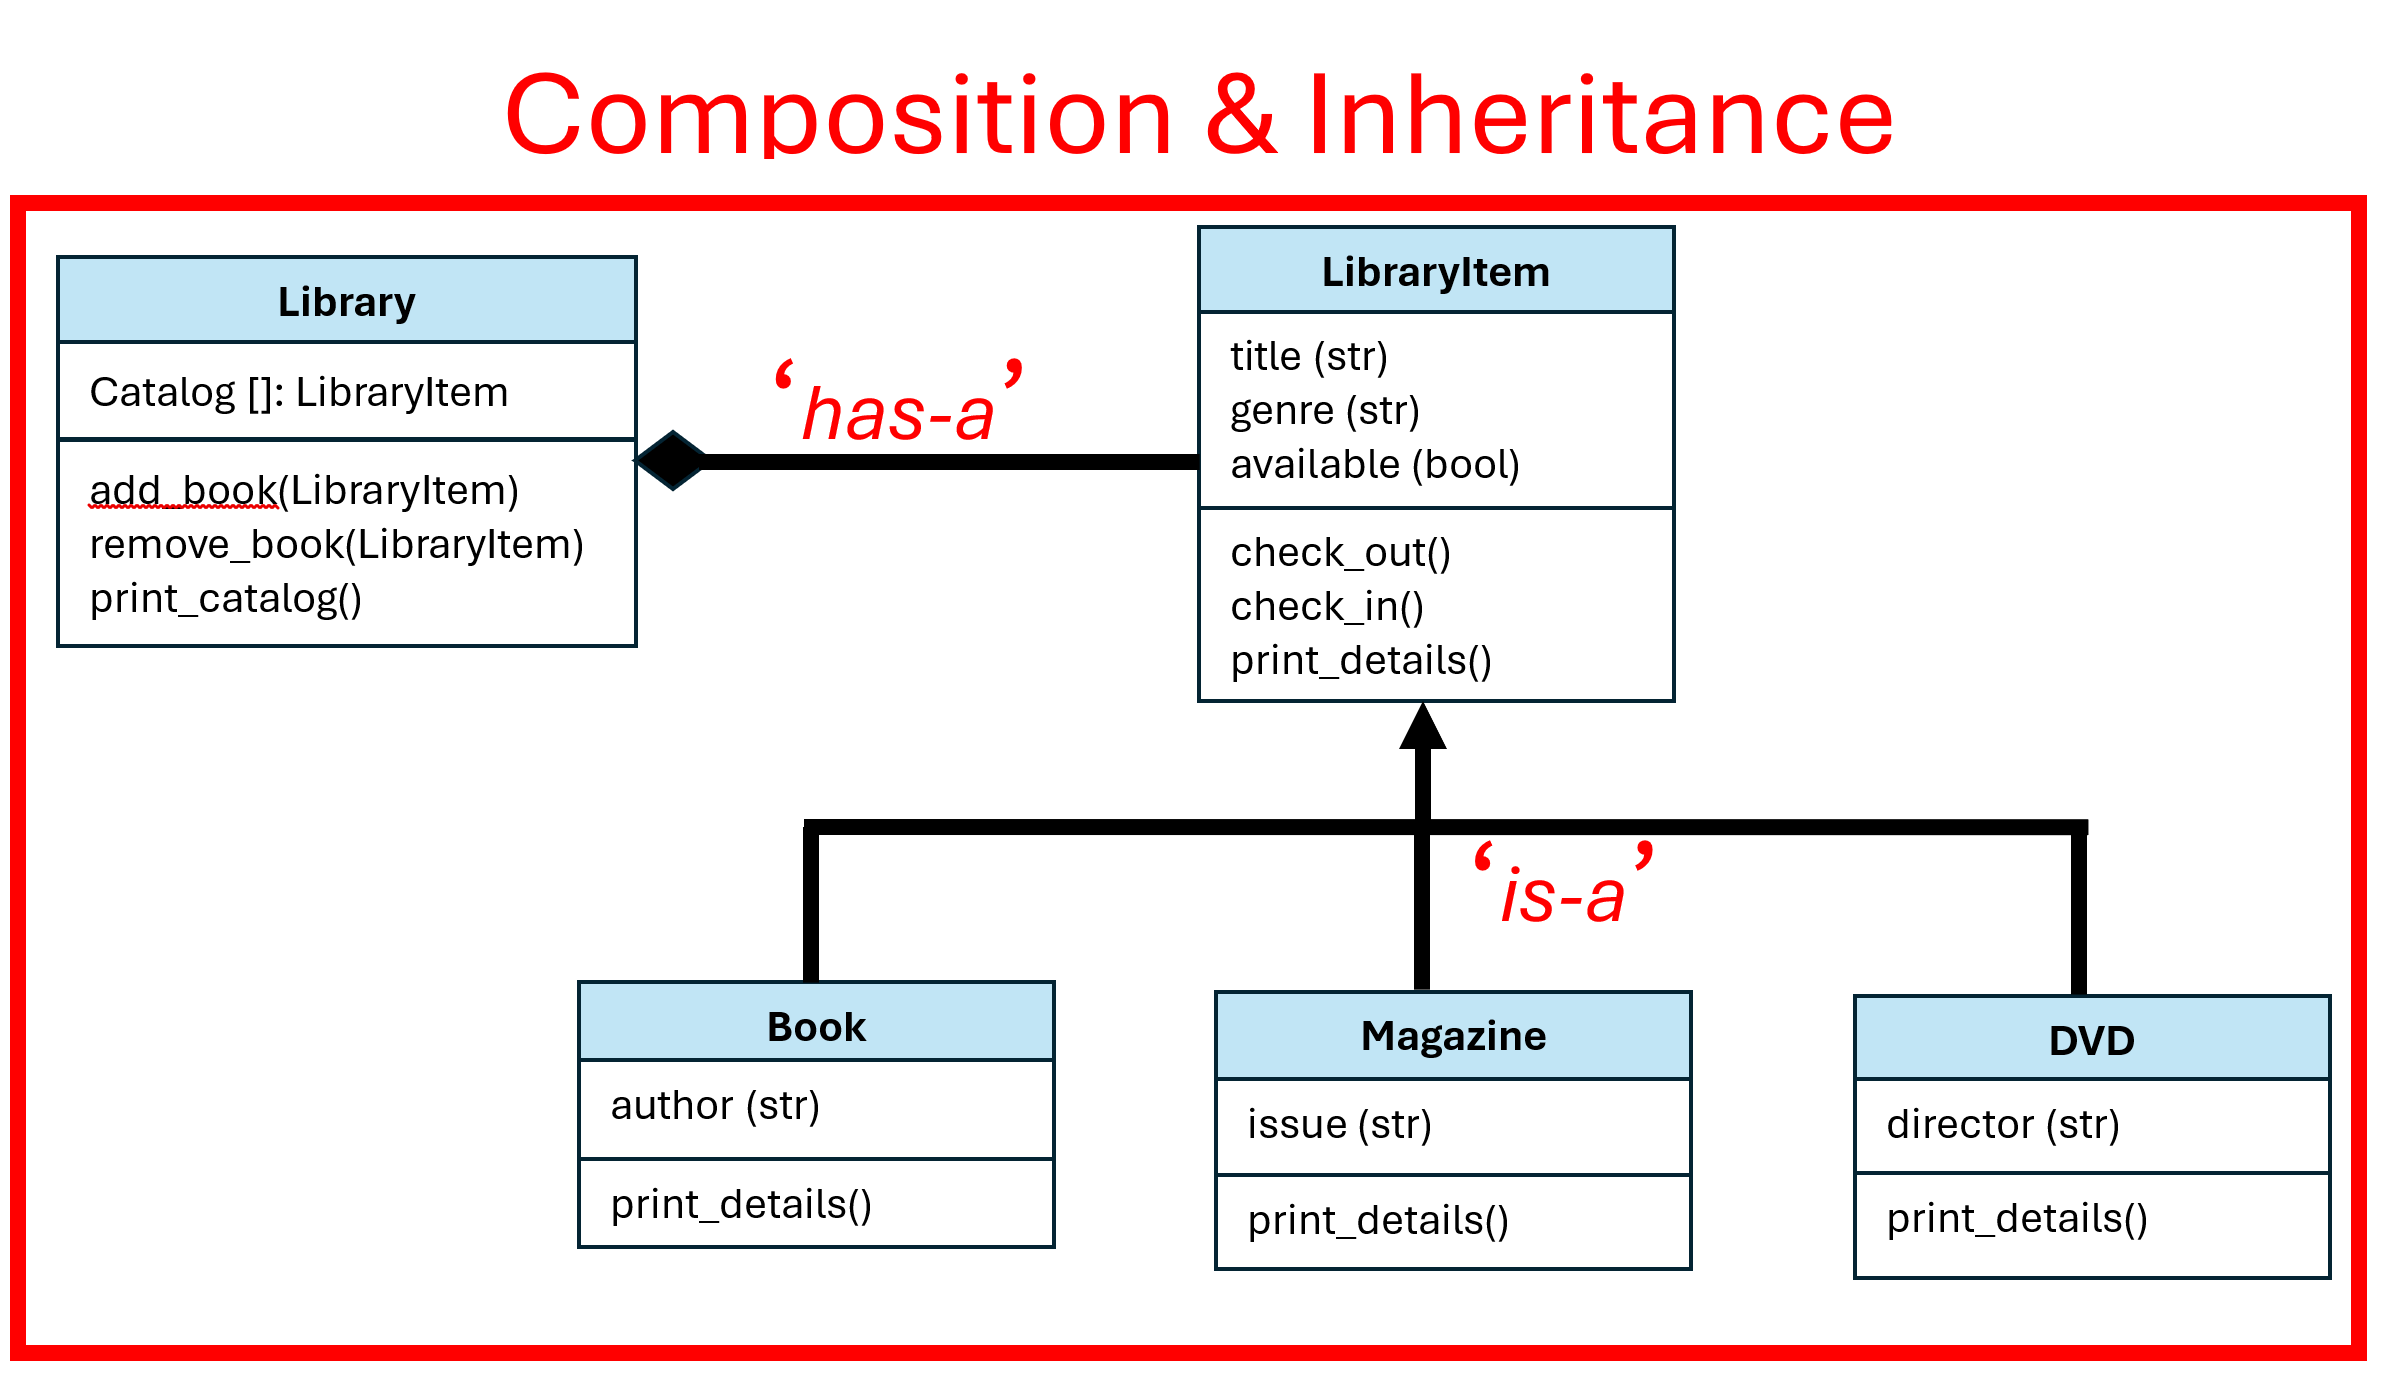 Composition & Inheritance
Library
Catalog []: LibraryItem
add_book(LibraryItem)
remove_book(LibraryItem)
print_catalog()
‘has-a’
LibraryItem
title (str)
genre (str)
available (bool)
check_out()
check_in()
print_details()
‘is-a’
Book
author (str)
print_details()
Magazine
issue (str)
print_details()
DVD
director (str)
print_details()